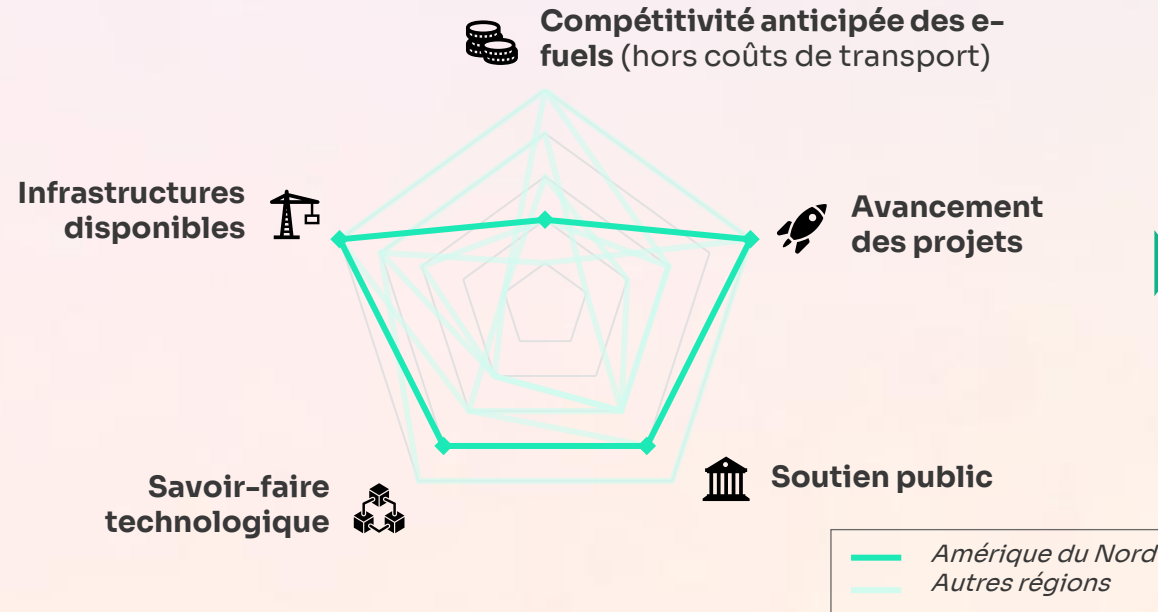 Compétitivité anticipée des e-
fuels (hors coûts de transport)
Infrastructures
disponibles
Avancement
des projets
Savoir-faire
technologique
Soutien public
Amérique du Nord
Autres régions